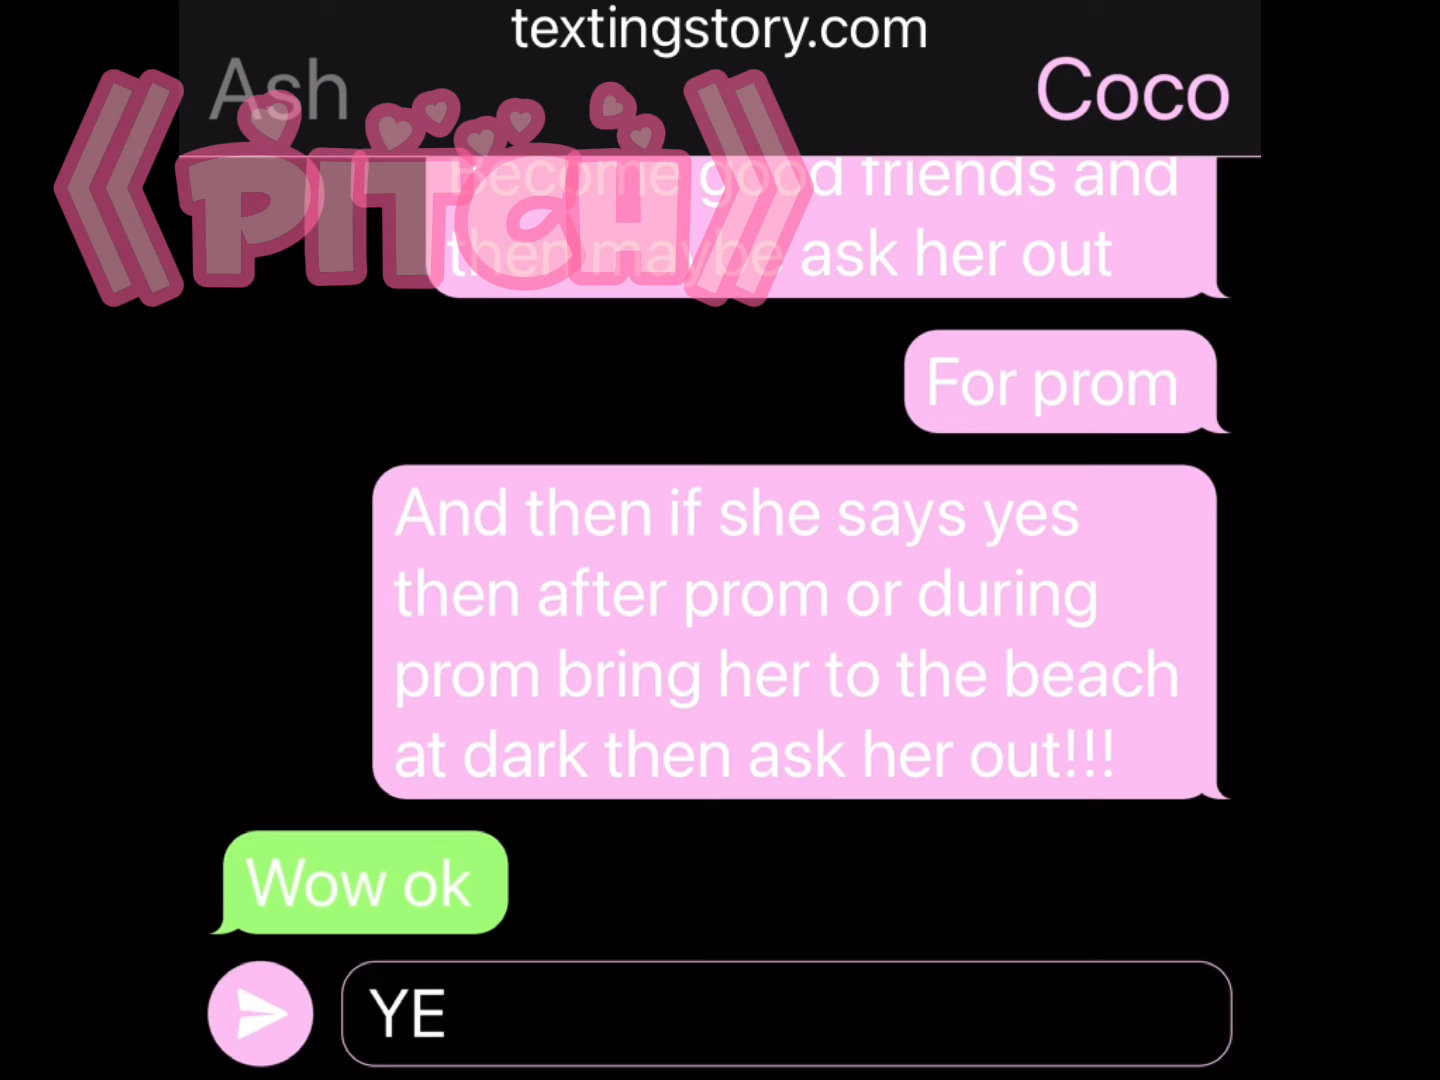 textingstory.com
Ash
Coco
《PITCH》
Become good friends and
then maybe ask her out
For prom
And then if she says yes
then after prom or during
prom bring her to the beach
at dark then ask her out!!!
Wow ok
YE